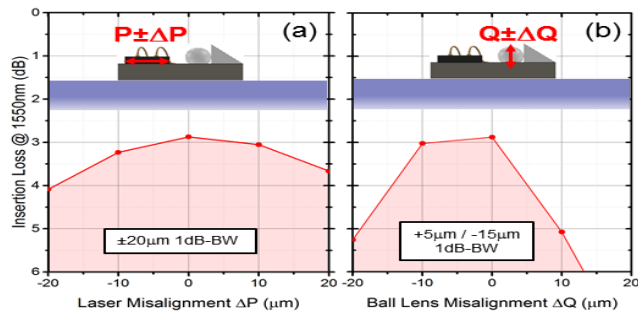 P±ΔP (a)
Q±ΔQ (b)
Insertion Loss @ 1550nm (dB)
0
1
2
3
4
5
6
±20μm 1dB-BW
+5μm / -15μm
1dB-BW
-20 -10 0 10 20
-20 -10 0 10 20
Laser Misalignment ΔP (μm)
Ball Lens Misalignment ΔQ (μm)